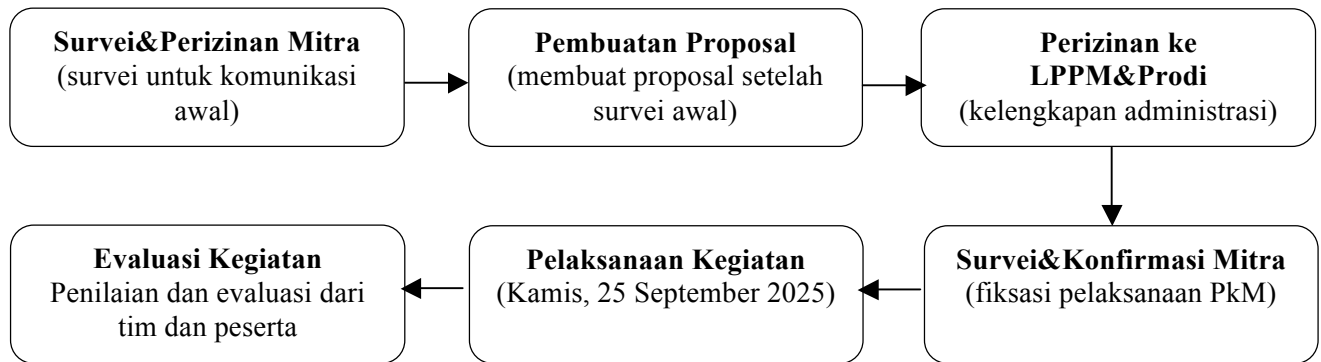 Survei&Perizinan Mitra
(survei untuk komunikasi
awal)
Pembuatan Proposal
(membuat proposal setelah
survei awal)
Perizinan ke
LPPM&Prodi
(kelengkapan administrasi)
Survei&Konfirmasi Mitra
(fiksasi pelaksanaan PkM)
Pelaksanaan Kegiatan
(Kamis, 25 September 2025)
Evaluasi Kegiatan
Penilaian dan evaluasi dari
tim dan peserta